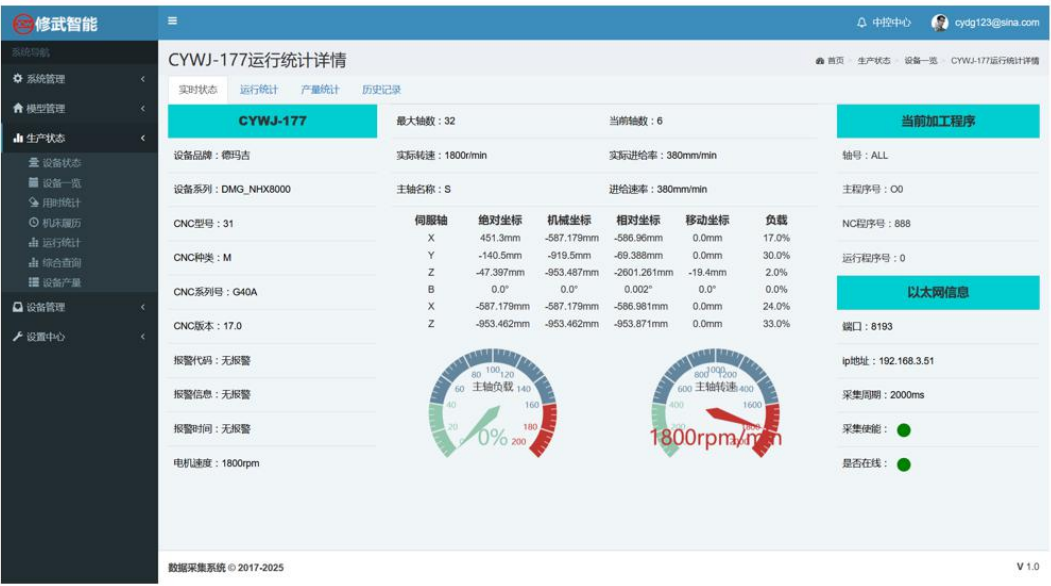 修武智能
中控中心 cydg123@sina.com
系统导航
系统管理
模型管理
生产状态
设备状态
设备一览
用时统计
机床履历
运行统计
综合查询
设备产量
设备管理
设置中心
CYWJ-177运行统计详情
首页 生产状态 设备一览 CYWJ-177运行统计详情
实时状态 运行统计 产量统计 历史记录
CYWJ-177
设备品牌：德玛吉
设备系列：DMG_NHX8000
CNC型号：31
CNC种类：M
CNC系列号：G40A
CNC版本：17.0
报警代码：无报警
报警信息：无报警
报警时间：无报警
电机速度：1800rpm
最大轴数：32 当前轴数：6
实际转速：1800r/min 实际进给率：380mm/min
主轴名称：S 进给速率：380mm/min
伺服轴 绝对坐标 机械坐标 相对坐标 移动坐标 负载
X 451.3mm -587.179mm -586.96mm 0.0mm 17.0%
Y -140.5mm -919.5mm -69.388mm 0.0mm 30.0%
Z -47.397mm -953.487mm -2601.261mm -19.4mm 2.0%
B 0.0° 0.0° 0.002° 0.0° 0.0%
X -587.179mm -587.179mm -586.981mm 0.0mm 24.0%
Z -953.462mm -953.462mm -953.871mm 0.0mm 33.0%
主轴负载
0 20 40 60 80 100 120 140 160 180 200
0%
主轴转速
400 600 800 1600
1800rpm/min
当前加工程序
轴号：ALL
主程序号：O0
NC程序号：888
运行程序号：0
以太网信息
端口：8193
ip地址：192.168.3.51
采集周期：2000ms
采集使能：
是否在线：
数据采集系统 © 2017-2025
V 1.0